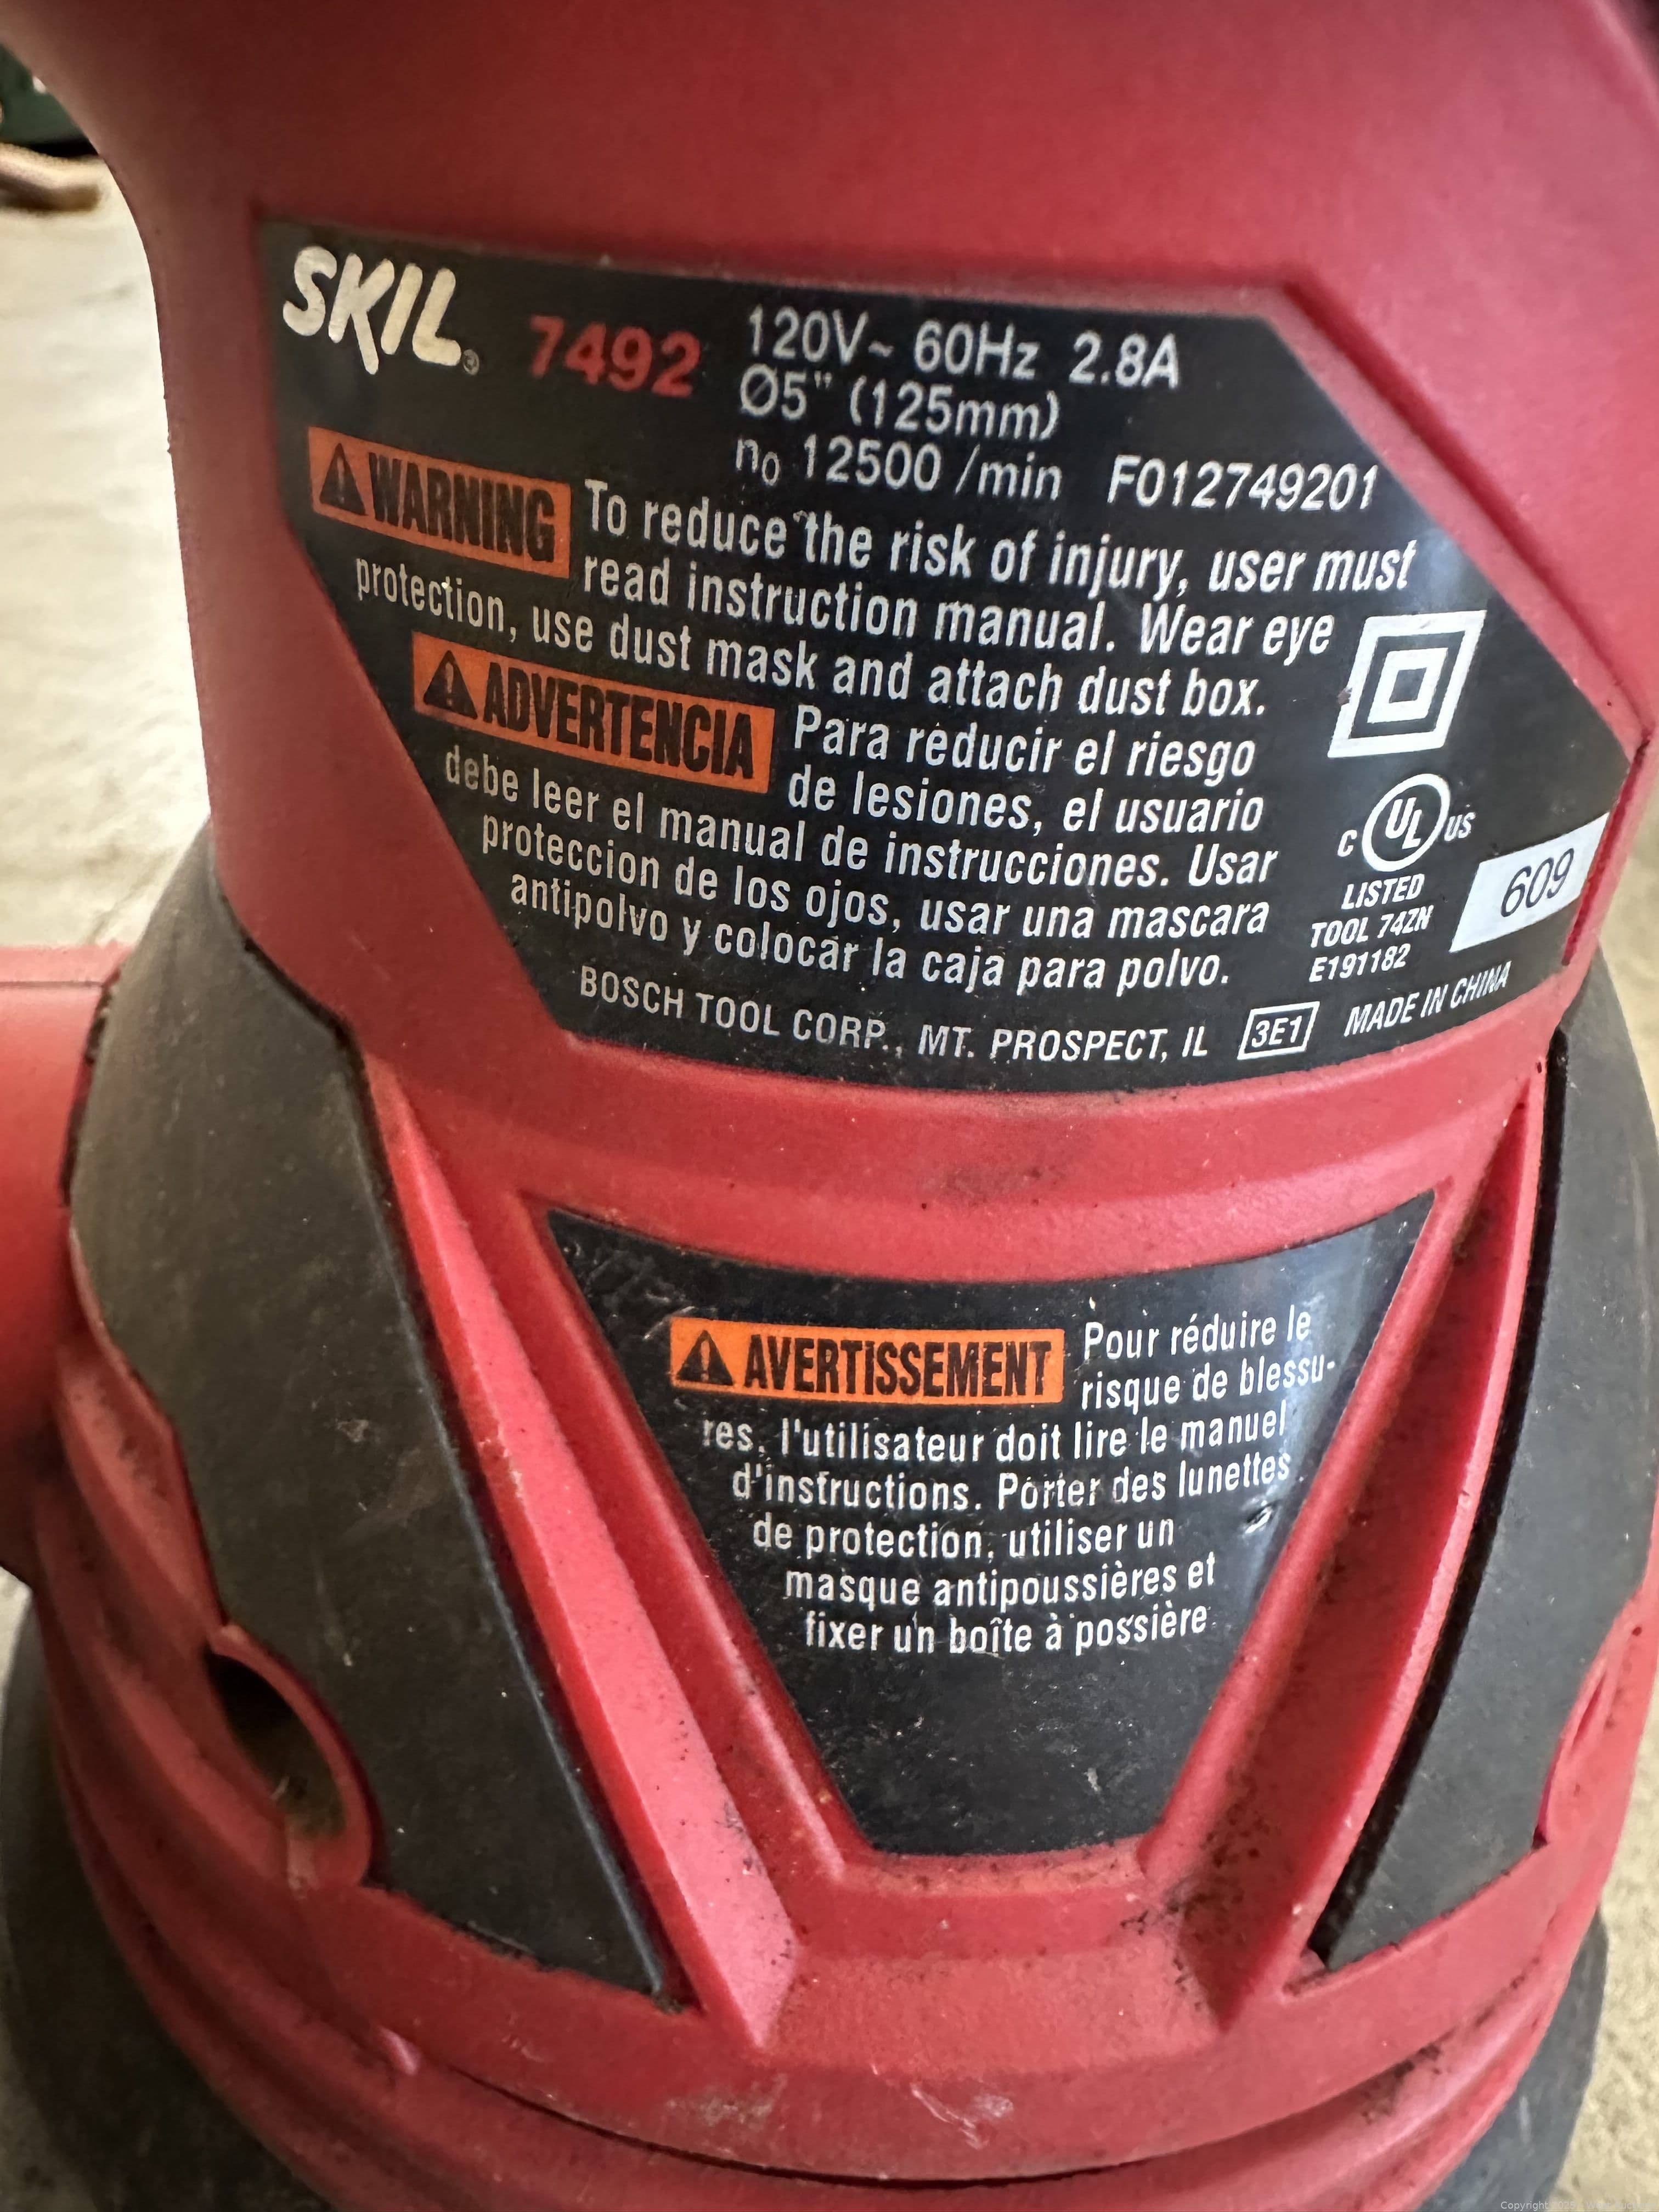 SKIL® 7492 120V~ 60Hz 2.8A
Ø5" (125mm)
n0 12500 /min F012749201
⚠WARNING To reduce the risk of injury, user must
read instruction manual. Wear eye
protection, use dust mask and attach dust box.
⚠ADVERTENCIA Para reducir el riesgo
de lesiones, el usuario
debe leer el manual de instrucciones. Usar
proteccion de los ojos, usar una mascara
antipolvo y colocar la caja para polvo.
C UL US
LISTED
TOOL 74ZN
E191182
609
BOSCH TOOL CORP., MT. PROSPECT, IL 3E1 MADE IN CHINA
⚠AVERTISSEMENT Pour réduire le
risque de blessu-
res, l'utilisateur doit lire le manuel
d'instructions. Porter des lunettes
de protection, utiliser un
masque antipoussières et
fixer un boîte à possière